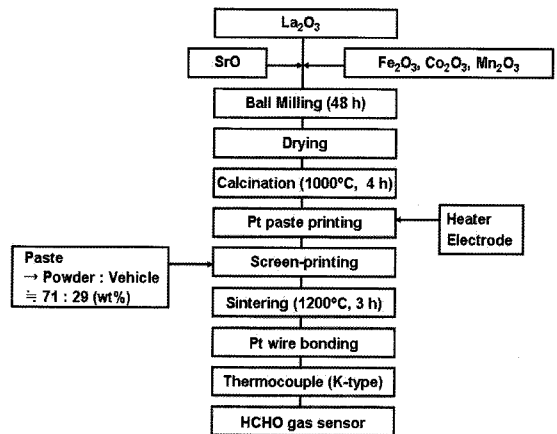 La₂O₃
SrO
Fe₂O₃, Co₂O₃, Mn₂O₃
Ball Milling (48 h)
Drying
Calcination (1000°C, 4 h)
Pt paste printing
Heater
Electrode
Paste
→ Powder : Vehicle
≒ 71 : 29 (wt%)
Screen-printing
Sintering (1200°C, 3 h)
Pt wire bonding
Thermocouple (K-type)
HCHO gas sensor